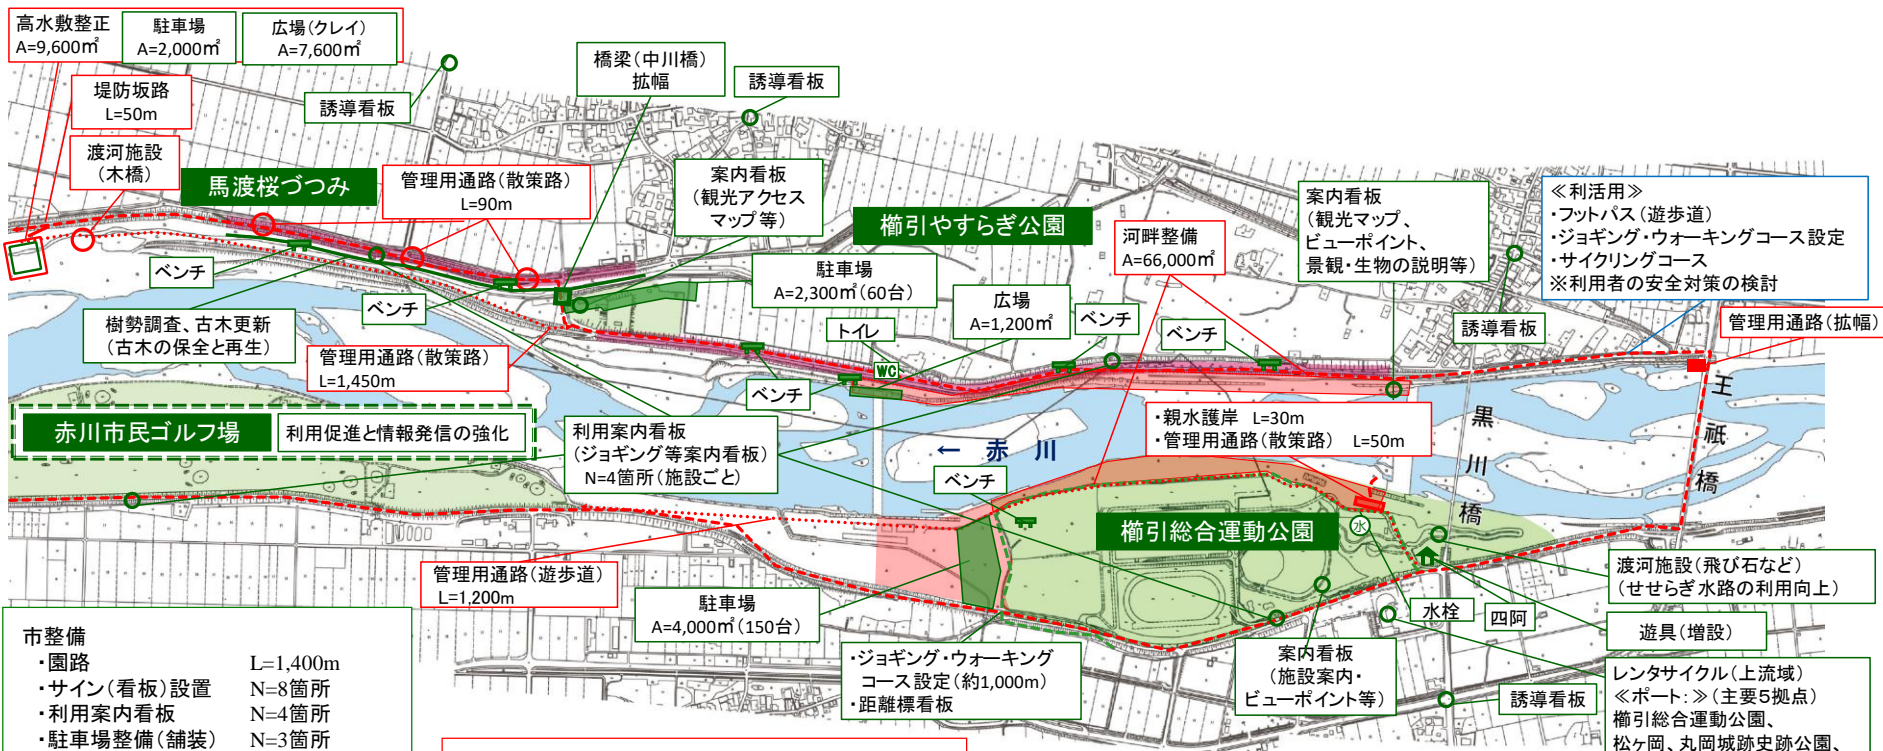 高水敷整正
A=9,600㎡
駐車場
A=2,000㎡
広場(クレイ)
A=7,600㎡
堤防坂路
L=50m
渡河施設
(木橋)
誘導看板
橋梁(中川橋)
拡幅
誘導看板
馬渡桜づつみ
管理用通路(散策路)
L=90m
案内看板
(観光アクセス
マップ等)
櫛引やすらぎ公園
河畔整備
A=66,000㎡
案内看板
(観光マップ、
ビューポイント、
景観・生物の説明等)
≪利活用≫
・フットパス(遊歩道)
・ジョギング・ウォーキングコース設定
・サイクリングコース
※利用者の安全対策の検討
ベンチ
ベンチ
駐車場
A=2,300㎡(60台)
広場
A=1,200㎡
ベンチ
ベンチ
誘導看板
管理用通路(拡幅)
樹勢調査、古木更新
(古木の保全と再生)
管理用通路(散策路)
L=1,450m
トイレ
WC
ベンチ
赤川市民ゴルフ場
利用促進と情報発信の強化
利用案内看板
(ジョギング等案内看板)
N=4箇所(施設ごと)
← 赤川
・親水護岸 L=30m
・管理用通路(散策路) L=50m
黒川橋
王祇橋
ベンチ
櫛引総合運動公園
水
管理用通路(遊歩道)
L=1,200m
駐車場
A=4,000㎡(150台)
・ジョギング・ウォーキング
コース設定(約1,000m)
・距離標看板
案内看板
(施設案内・
ビューポイント等)
水栓
四阿
渡河施設(飛び石など)
(せせらぎ水路の利用向上)
遊具(増設)
誘導看板
レンタサイクル(上流域)
≪ポート:≫(主要5拠点)
櫛引総合運動公園、
松ヶ岡、丸岡城跡史跡公園、
市整備
・園路 L=1,400m
・サイン(看板)設置 N=8箇所
・利用案内看板 N=4箇所
・駐車場整備(舗装) N=3箇所